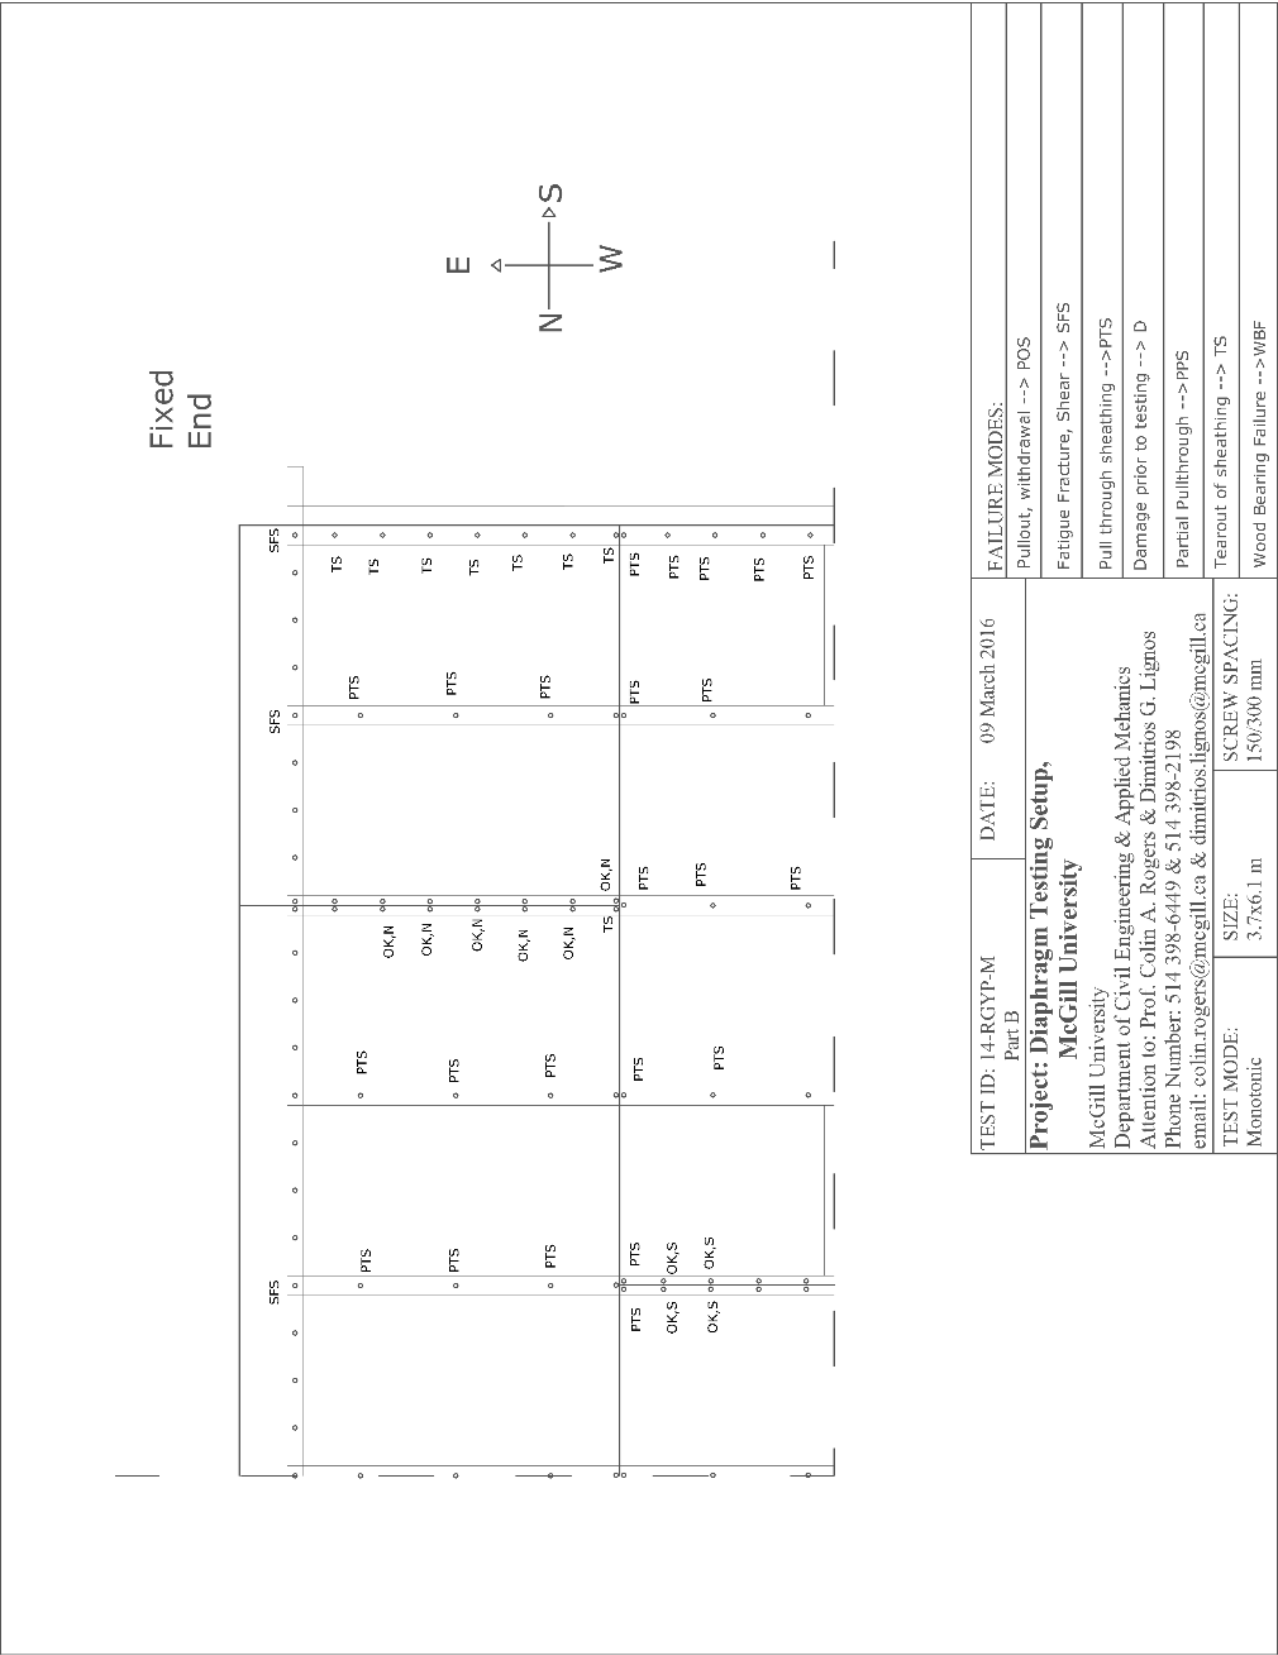 Fixed
End
SFS
SFS
SFS
TS
PTS
PTS
PTS
TS
OK,N
OK,N
TS
PTS
PTS
PTS
OK,N
TS
E
OK,N
TS
PTS
PTS
PTS
OK,N
TS
N
S
TS
OK,N
TS
W
PTS
PTS
PTS
PTS
PTS
PTS
OK,S
OK,S
PTS
OK,S
OK,S
PTS
PTS
PTS
PTS
PTS
PTS
PTS
TEST ID: 14-RGYP-M
Part B
DATE: 09 March 2016
Project: Diaphragm Testing Setup,
McGill University
McGill University
Department of Civil Engineering & Applied Mehanics
Attention to: Prof. Colin A. Rogers & Dimitrios G. Lignos
Phone Number: 514 398-6449 & 514 398-2198
email: colin.rogers@mcgill.ca & dimitrios.lignos@mcgill.ca
TEST MODE:
Monotonic
SIZE:
3.7x6.1 m
SCREW SPACING:
150/300 mm
FAILURE MODES:
Pullout, withdrawal --> POS
Fatigue Fracture, Shear --> SFS
Pull through sheathing -->PTS
Damage prior to testing --> D
Partial Pullthrough -->PPS
Tearout of sheathing --> TS
Wood Bearing Failure -->WBF